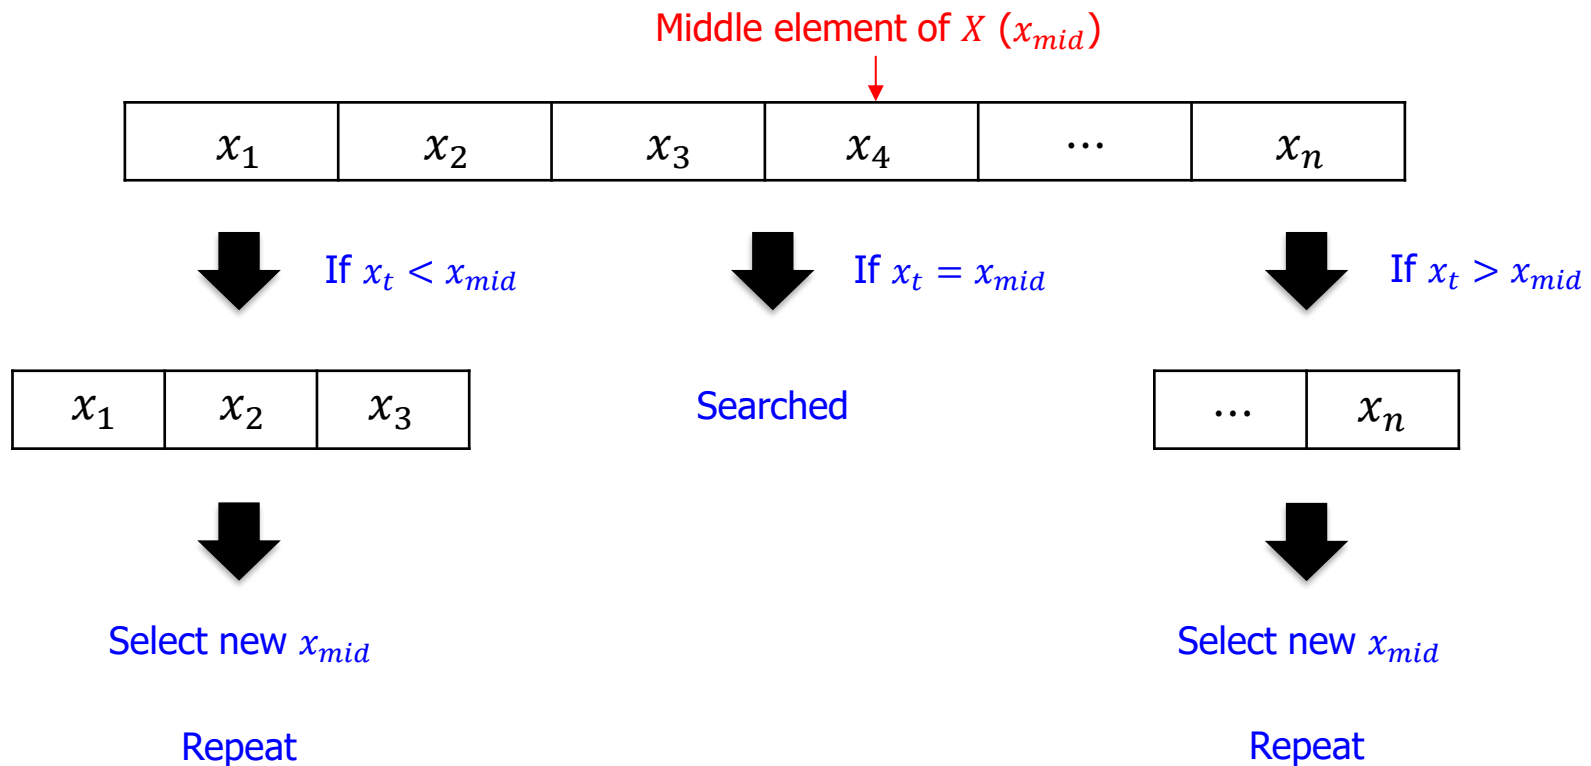 Middle element of X (x_mid)
x_1 x_2 x_3 x_4 ⋯ x_n
If x_t < x_mid If x_t = x_mid If x_t > x_mid
x_1 x_2 x_3 Searched ⋯ x_n
Select new x_mid Select new x_mid
Repeat Repeat